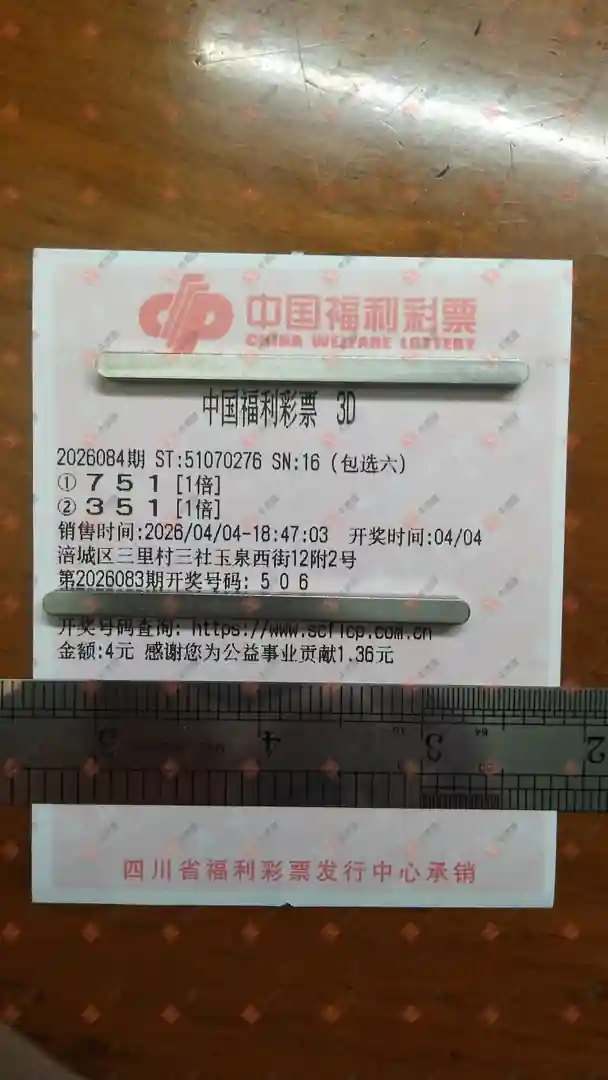 中国福利彩票
CHINA WELFARE LOTTERY
中国福利彩票 3D
2026084期 ST:51070276 SN:16 (包选六)
① 7 5 1 [1倍]
② 3 5 1 [1倍]
销售时间:2026/04/04-18:47:03 开奖时间:04/04
涪城区三里村三社玉泉西街12附2号
第2026083期开奖号码: 5 0 6
开奖号码查询: https://www.scflcp.com.cn
金额:4元 感谢您为公益事业贡献1.36元
5 4 3 2
四川省福利彩票发行中心承销